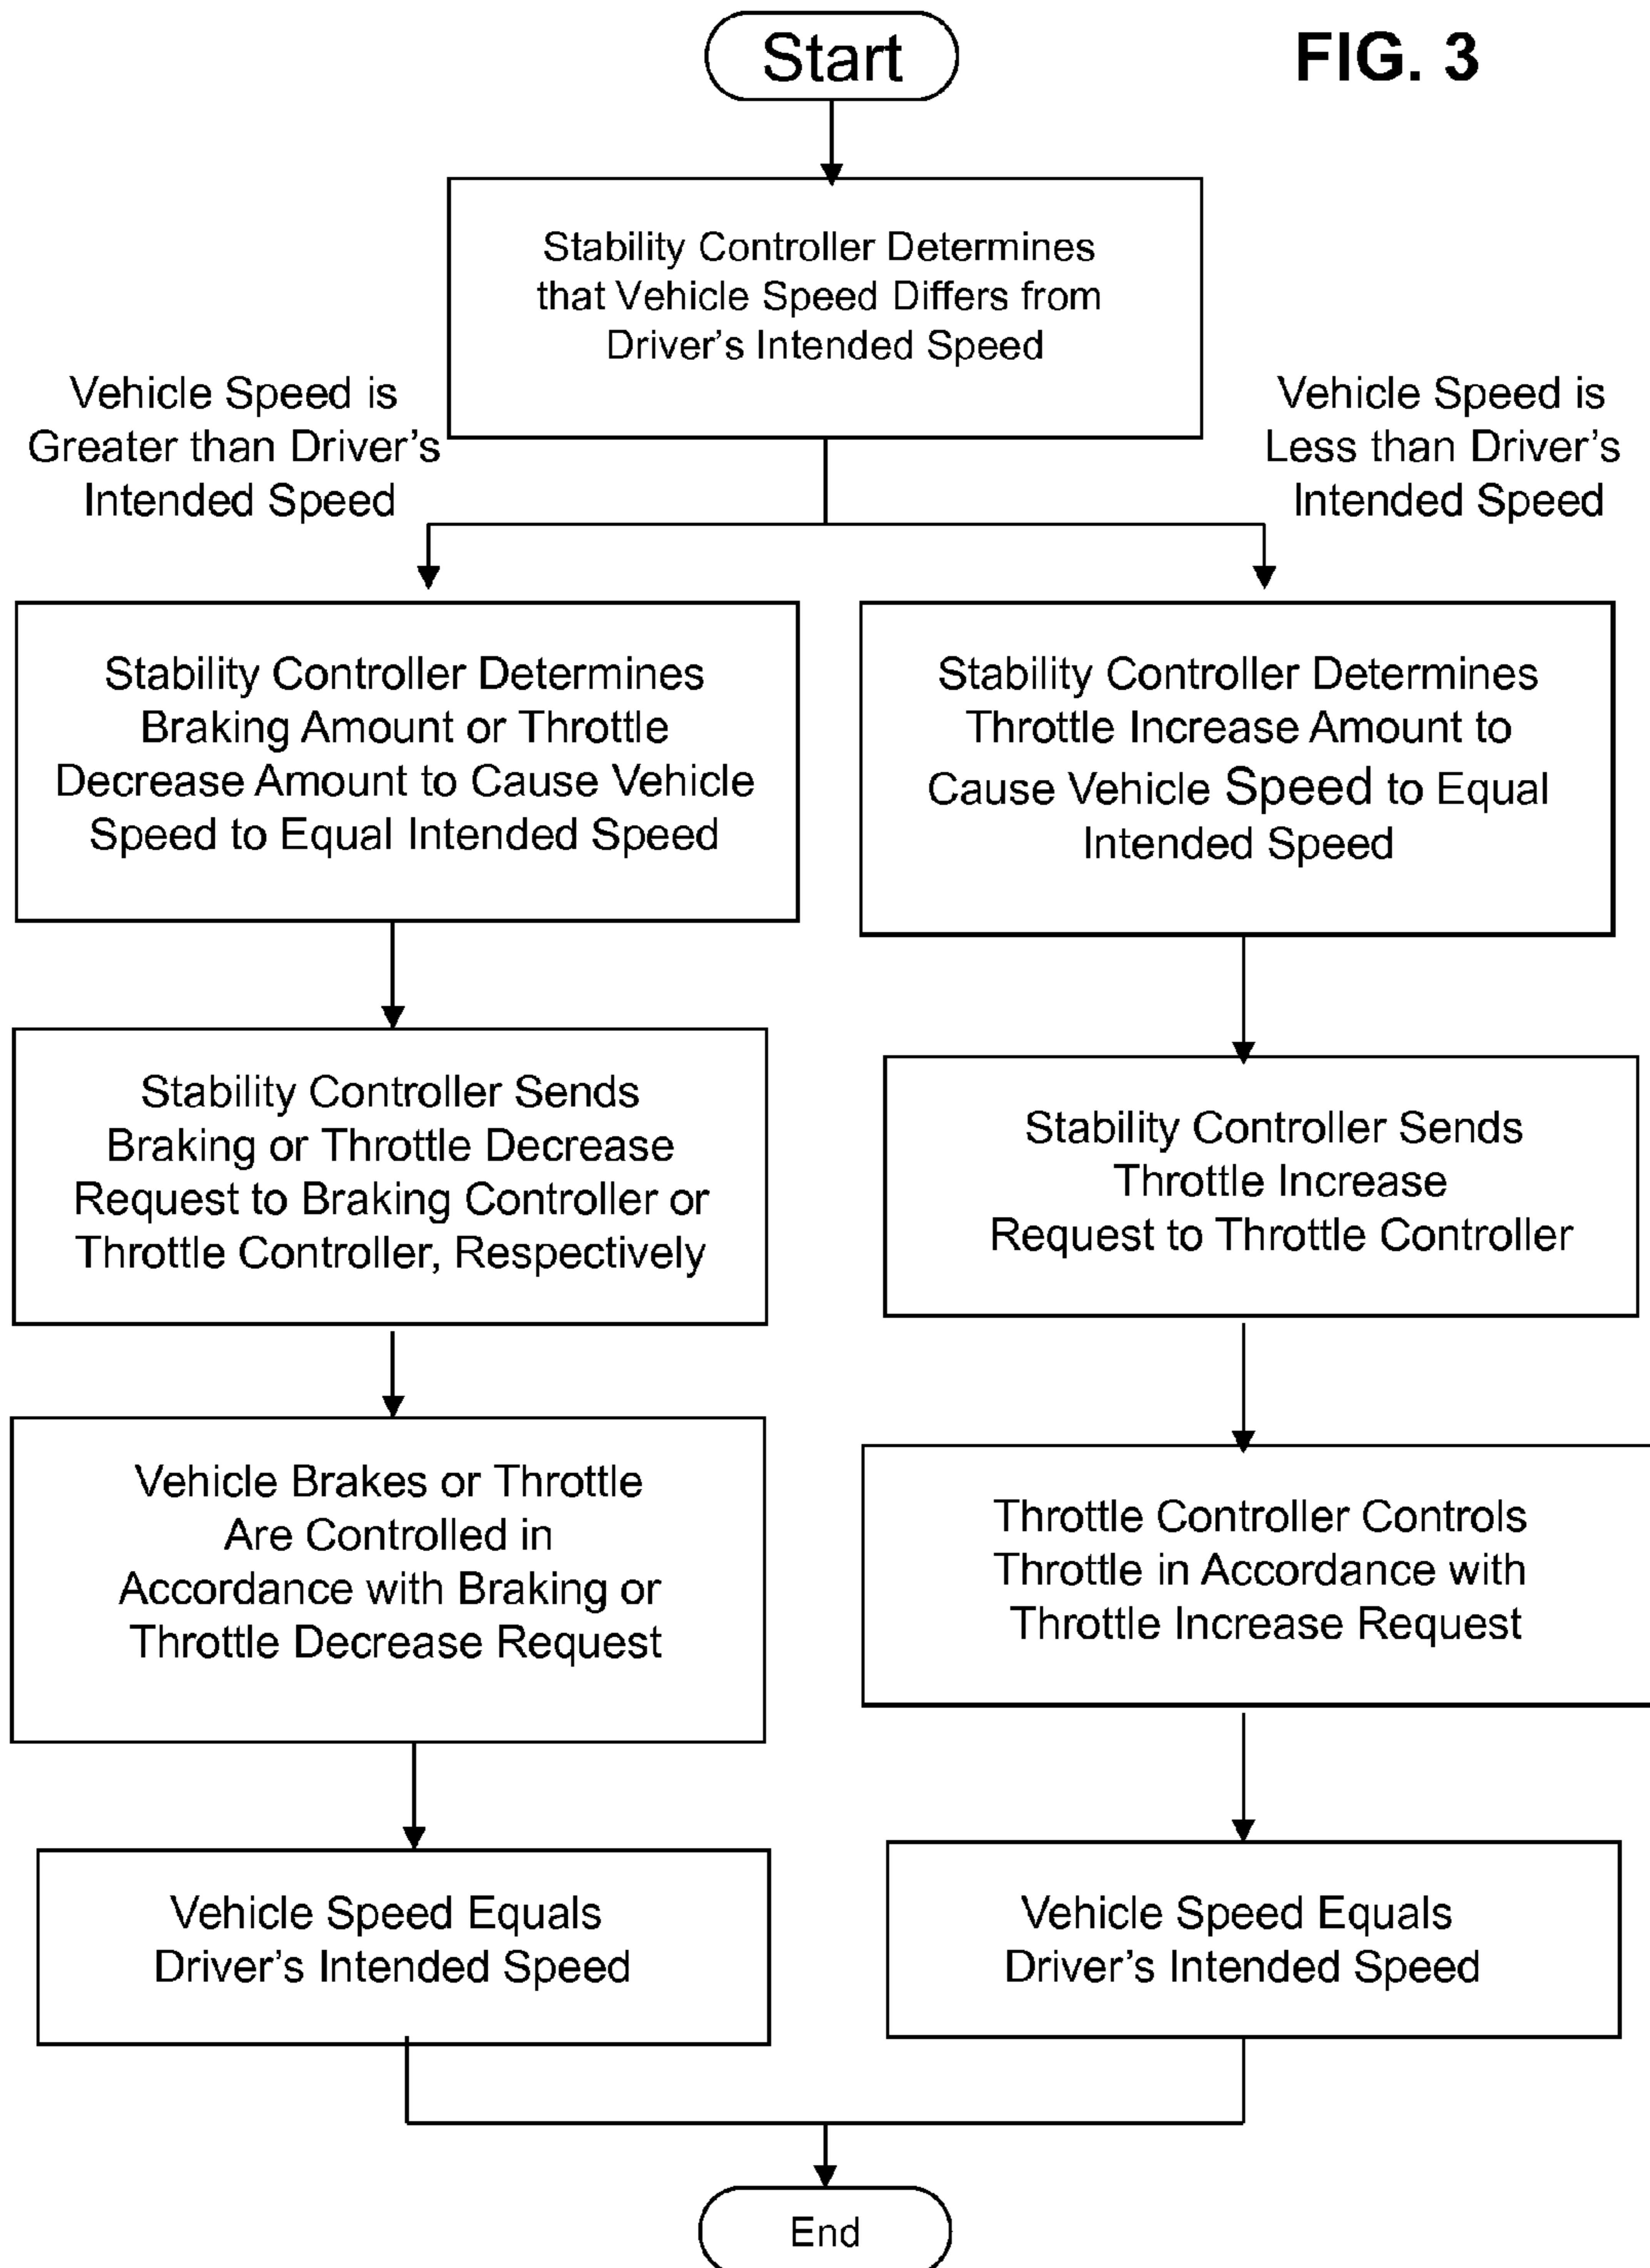 Start
FIG. 3
Stability Controller Determines
that Vehicle Speed Differs from
Driver’s Intended Speed
Vehicle Speed is
Greater than Driver’s
Intended Speed
Vehicle Speed is
Less than Driver’s
Intended Speed
Stability Controller Determines
Braking Amount or Throttle
Decrease Amount to Cause Vehicle
Speed to Equal Intended Speed
Stability Controller Determines
Throttle Increase Amount to
Cause Vehicle Speed to Equal
Intended Speed
Stability Controller Sends
Braking or Throttle Decrease
Request to Braking Controller or
Throttle Controller, Respectively
Stability Controller Sends
Throttle Increase
Request to Throttle Controller
Vehicle Brakes or Throttle
Are Controlled in
Accordance with Braking or
Throttle Decrease Request
Throttle Controller Controls
Throttle in Accordance with
Throttle Increase Request
Vehicle Speed Equals
Driver’s Intended Speed
Vehicle Speed Equals
Driver’s Intended Speed
End